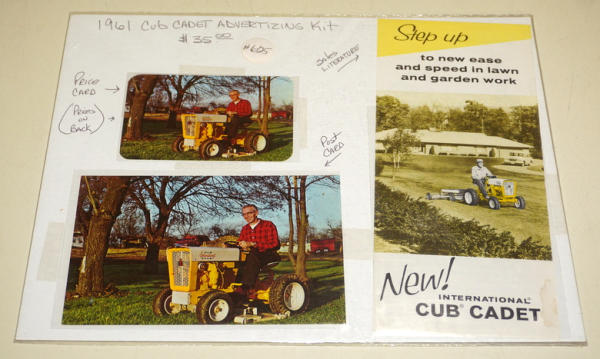 1961 CUB CADET ADVERTIZING Kit
$ 35 00
#605
SALES
LITERATURE
PRICE
CARD
(PRICES
ON
BACK)
POST
CARD
Step up
to new ease
and speed in lawn
and garden work
New!
INTERNATIONAL®
CUB® CADET